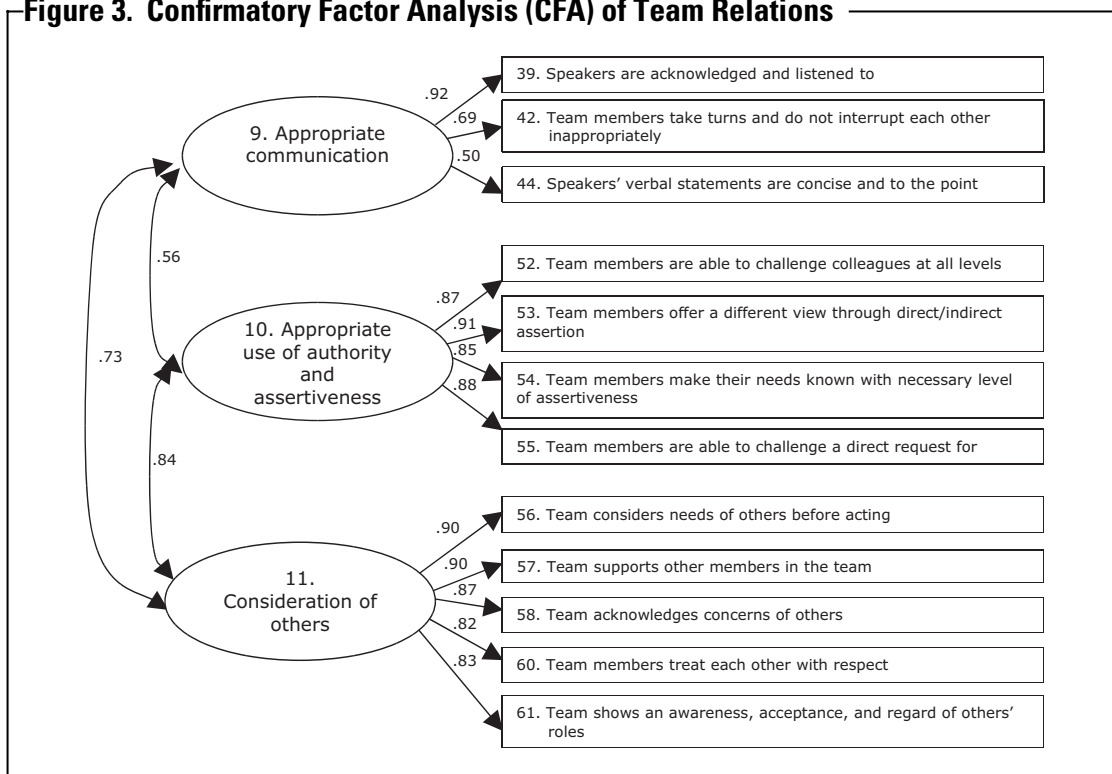 Figure 3. Confirmatory Factor Analysis (CFA) of Team Relations
.92
.69
.50
9. Appropriate
communication
39. Speakers are acknowledged and listened to
42. Team members take turns and do not interrupt each other
inappropriately
44. Speakers’ verbal statements are concise and to the point
.56
.73
.84
.87
.91
.85
.88
10. Appropriate
use of authority
and
assertiveness
52. Team members are able to challenge colleagues at all levels
53. Team members offer a different view through direct/indirect
assertion
54. Team members make their needs known with necessary level
of assertiveness
55. Team members are able to challenge a direct request for
.90
.90
.87
.82
.83
11.
Consideration of
others
56. Team considers needs of others before acting
57. Team supports other members in the team
58. Team acknowledges concerns of others
60. Team members treat each other with respect
61. Team shows an awareness, acceptance, and regard of others’
roles